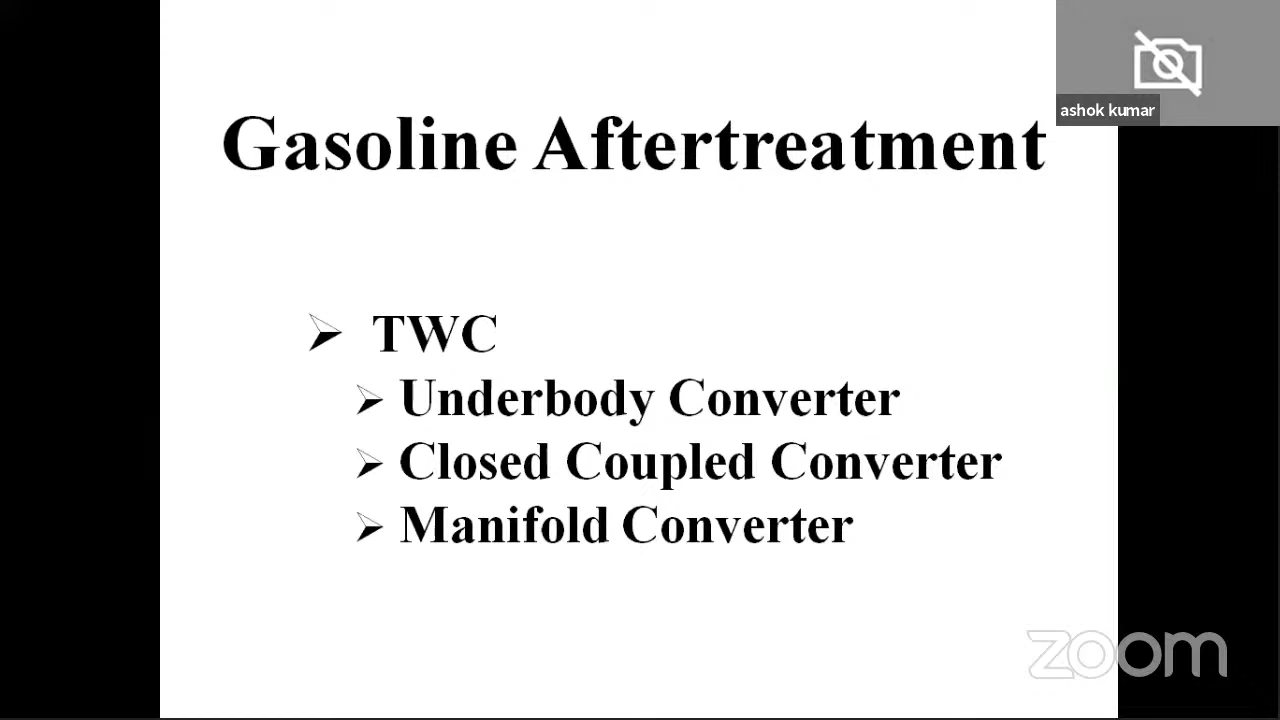 ashok kumar
Gasoline Aftertreatment
TWC
Underbody Converter
Closed Coupled Converter
Manifold Converter
zoom